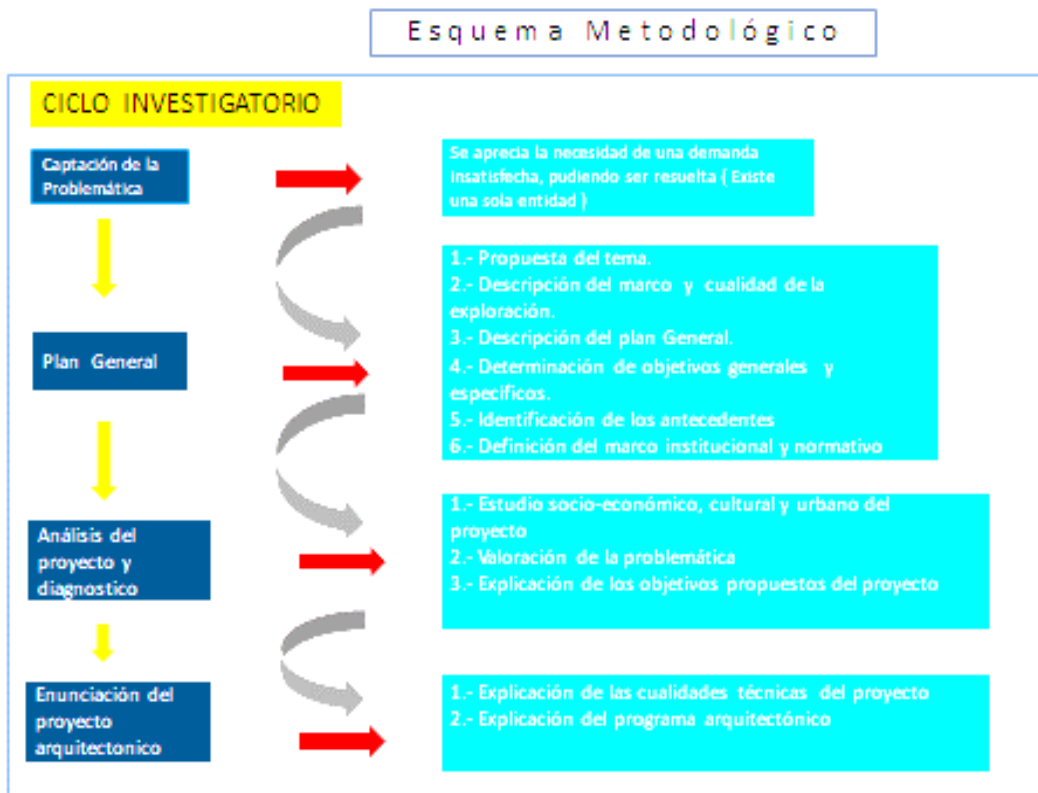 Esquema Metodológico
CICLO INVESTIGATORIO
Captación de la
Problemática
Se aprecia la necesidad de una demanda
insatisfecha, pudiendo ser resuelta ( Existe
una sola entidad )
Plan General
1.- Propuesta del tema.
2.- Descripción del marco y cualidad de la
exploración.
3.- Descripción del plan General.
4.- Determinación de objetivos generales y
específicos.
5.- Identificación de los antecedentes
6.- Definición del marco institucional y normativo
Análisis del
proyecto y
diagnostico
1.- Estudio socio-económico, cultural y urbano del
proyecto
2.- Valoración de la problemática
3.- Explicación de los objetivos propuestos del proyecto
Enunciación del
proyecto
arquitectonico
1.- Explicación de las cualidades técnicas del proyecto
2.- Explicación del programa arquitectónico